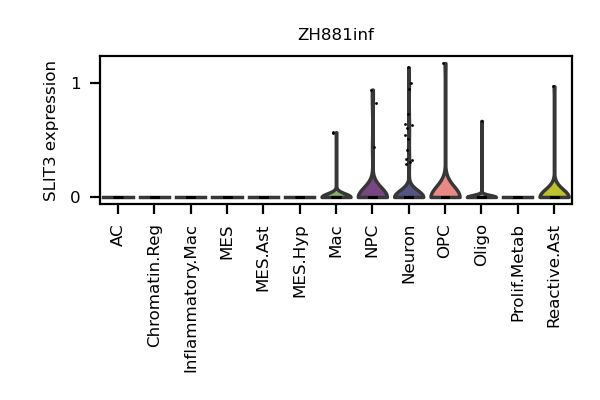 ZH881inf
SLIT3 expression
1
0
AC
Chromatin.Reg
Inflammatory.Mac
MES
MES.Ast
MES.Hyp
Mac
NPC
Neuron
OPC
Oligo
Prolif.Metab
Reactive.Ast